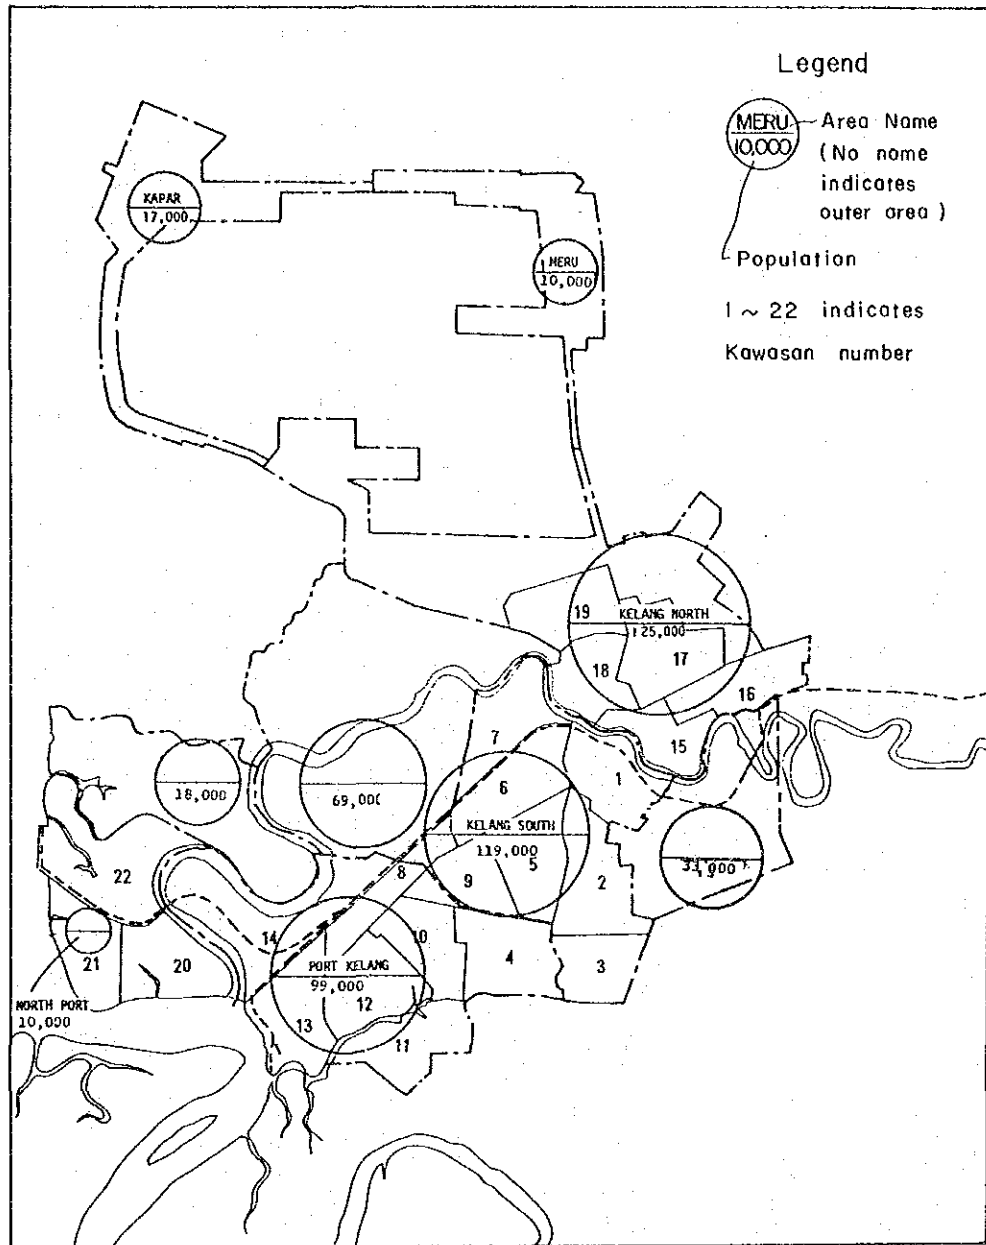 Legend
MERU
10,000
Area Name
(No name
indicates
outer area)
Population
1 ~ 22 indicates
Kawasan number
KAPAR
17,000
MERU
10,000
19
KELANG NORTH
125,000
18
17
16
15
7
6
1
18,000
69,000
KELANG SOUTH
119,000
5
9
8
2
22
14
10
4
3
21
20
PORT KELANG
99,000
12
13
11
NORTH PORT
10,000